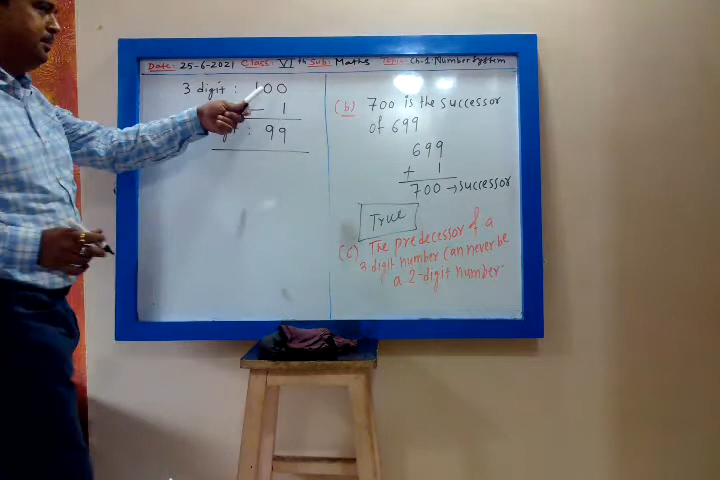 Date: 25-6-2021 Class: VIth Sub: Maths Topic: Ch-1 Number System
3 digit : 100
- 1
: 99
(b) 700 is the successor
of 699
699
+ 1
700 → successor
True
(c) The predecessor of a
3 digit number can never be
a 2-digit number.